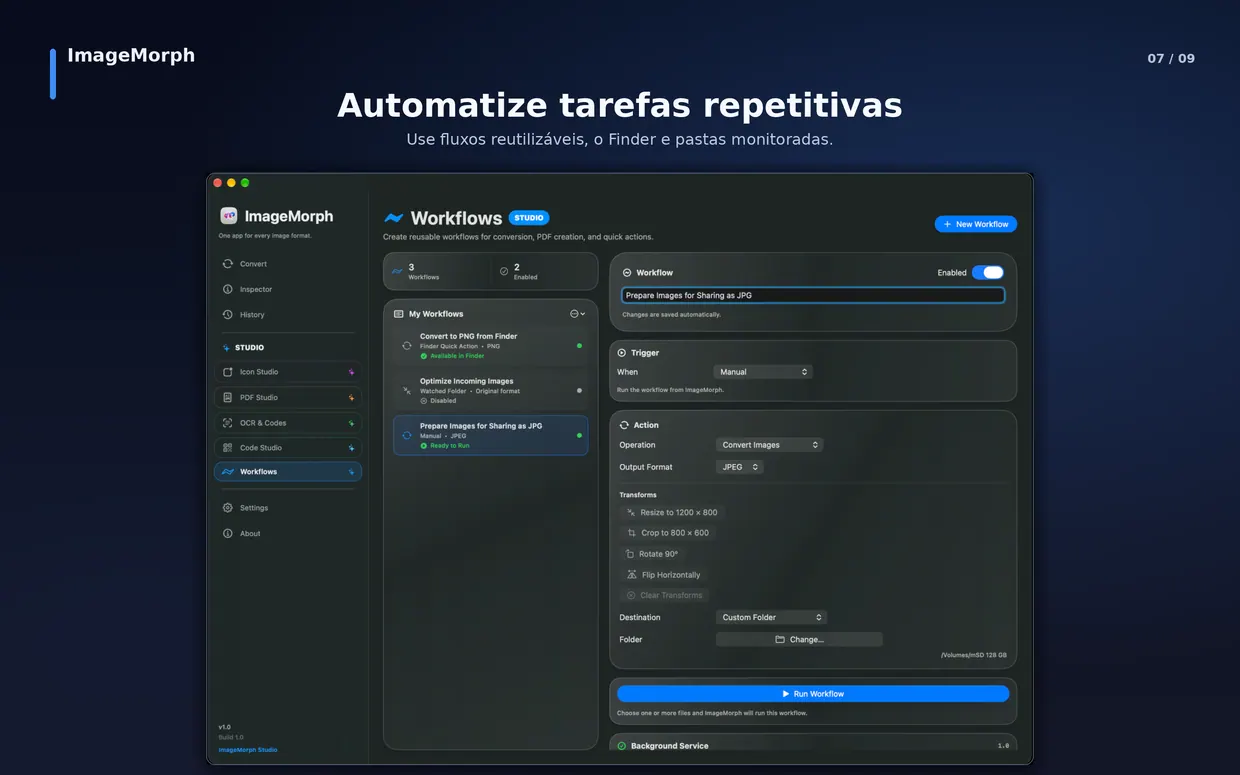 ImageMorph
07 / 09
Automatize tarefas repetitivas
Use fluxos reutilizáveis, o Finder e pastas monitoradas.
ImageMorph
One app for every image format.
Convert
Inspector
History
STUDIO
Icon Studio
PDF Studio
OCR & Codes
Code Studio
Workflows
Settings
About
v1.0
Build 1.0
ImageMorph Studio
Workflows STUDIO
Create reusable workflows for conversion, PDF creation, and quick actions.
+ New Workflow
3
Workflows
2
Enabled
My Workflows
Convert to PNG from Finder
Finder Quick Action • PNG
Available in Finder
Optimize Incoming Images
Watched Folder • Original format
Disabled
Prepare Images for Sharing as JPG
Manual • JPEG
Ready to Run
Workflow
Enabled
Prepare Images for Sharing as JPG
Changes are saved automatically.
Trigger
When Manual
Run the workflow from ImageMorph.
Action
Operation Convert Images
Output Format JPEG
Transforms
Resize to 1200 × 800
Crop to 800 × 600
Rotate 90°
Flip Horizontally
Clear Transforms
Destination Custom Folder
Folder Change...
/Volumes/mSD 128 GB
Run Workflow
Choose one or more files and ImageMorph will run this workflow.
Background Service 1.0